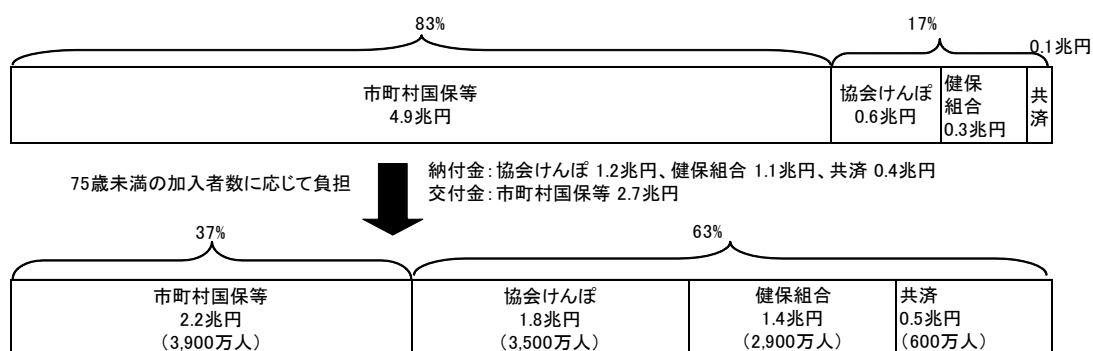 83%
17%
0.1兆円
市町村国保等
4.9兆円
協会けんぽ
0.6兆円
健保
組合
0.3兆円
共
済
75歳未満の加入者数に応じて負担
納付金：協会けんぽ 1.2兆円、健保組合 1.1兆円、共済 0.4兆円
交付金：市町村国保等 2.7兆円
37%
63%
市町村国保等
2.2兆円
（3,900万人）
協会けんぽ
1.8兆円
（3,500万人）
健保組合
1.4兆円
（2,900万人）
共済
0.5兆円
（600万人）